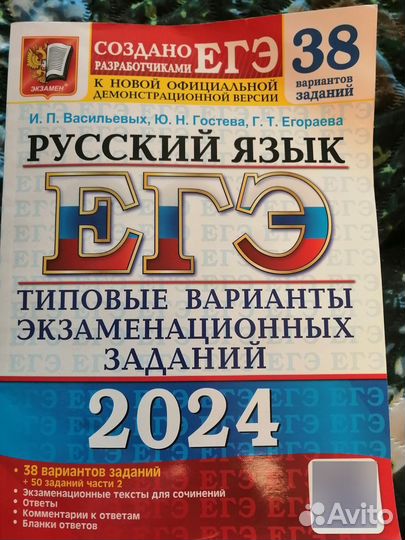 СОЗДАНО
РАЗРАБОТЧИКАМИ ЕГЭ
К НОВОЙ ОФИЦИАЛЬНОЙ
ДЕМОНСТРАЦИОННОЙ ВЕРСИИ
38
вариантов
заданий
ЭКЗАМЕН
И. П. Васильевых, Ю. Н. Гостева, Г. Т. Егораева
РУССКИЙ ЯЗЫК
ЕГЭ
ТИПОВЫЕ ВАРИАНТЫ
ЭКЗАМЕНАЦИОННЫХ
ЗАДАНИЙ
2024
• 38 вариантов заданий
+ 50 заданий части 2
• Экзаменационные тексты для сочинений
• Ответы
• Комментарии к ответам
• Бланки ответов
Avito